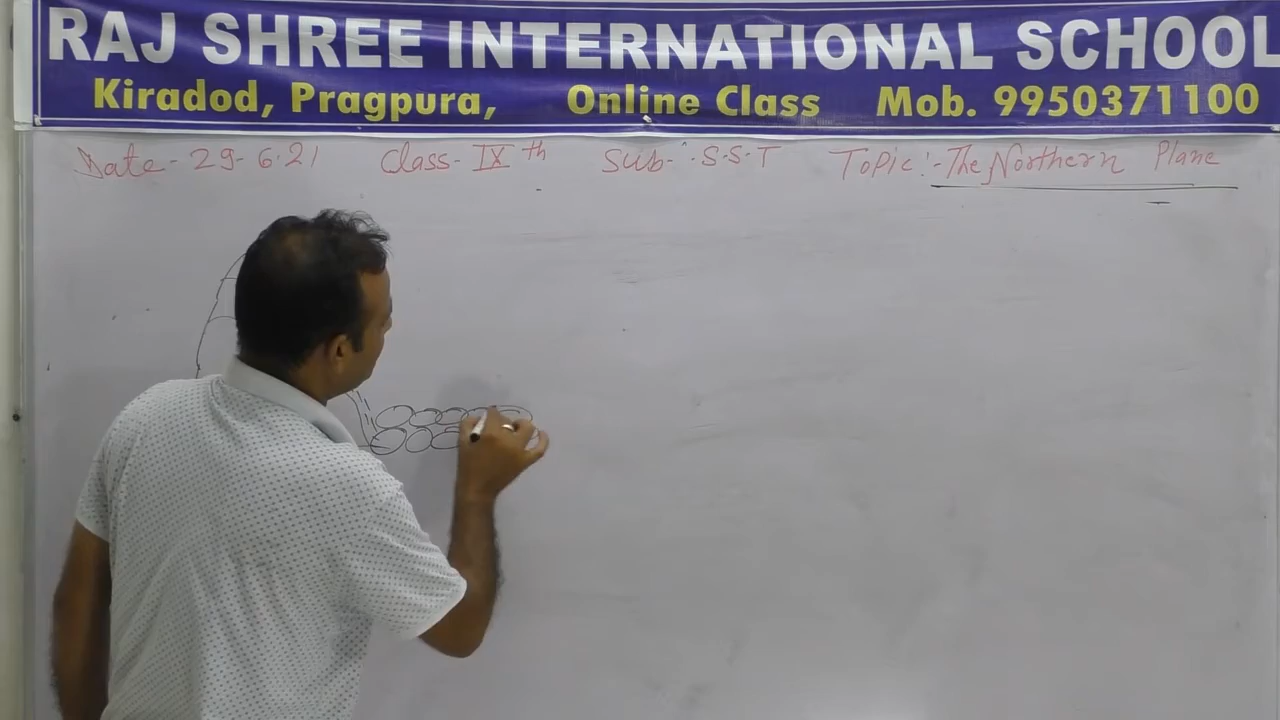 RAJ SHREE INTERNATIONAL SCHOOL
Kiradod, Pragpura, Online Class Mob. 9950371100
Date - 29-6-21 Class- IXth Sub- S.S.T Topic:- The Northern Plane